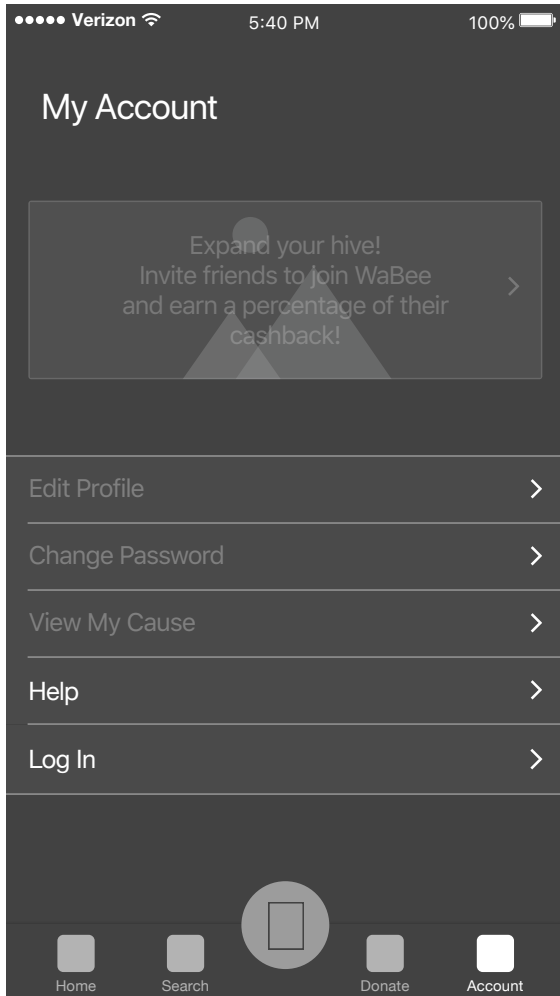 Verizon 5:40 PM 100%
My Account
Expand your hive!
Invite friends to join WaBee
and earn a percentage of their
cashback!
Edit Profile
Change Password
View My Cause
Help
Log In
Home Search Donate Account